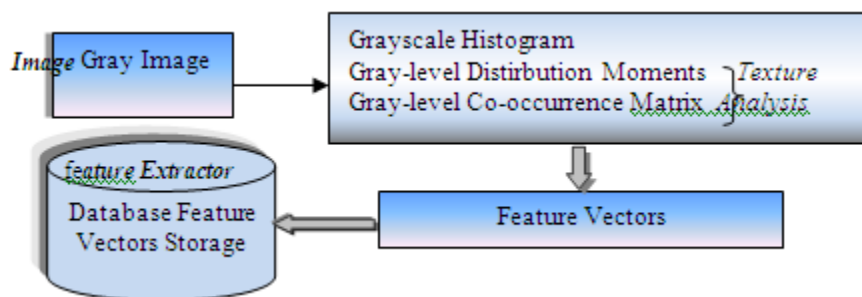 Image Gray Image
Grayscale Histogram
Gray-level Distirbution Moments Texture
Gray-level Co-occurrence Matrix Analysis
feature Extractor
Database Feature
Vectors Storage
Feature Vectors